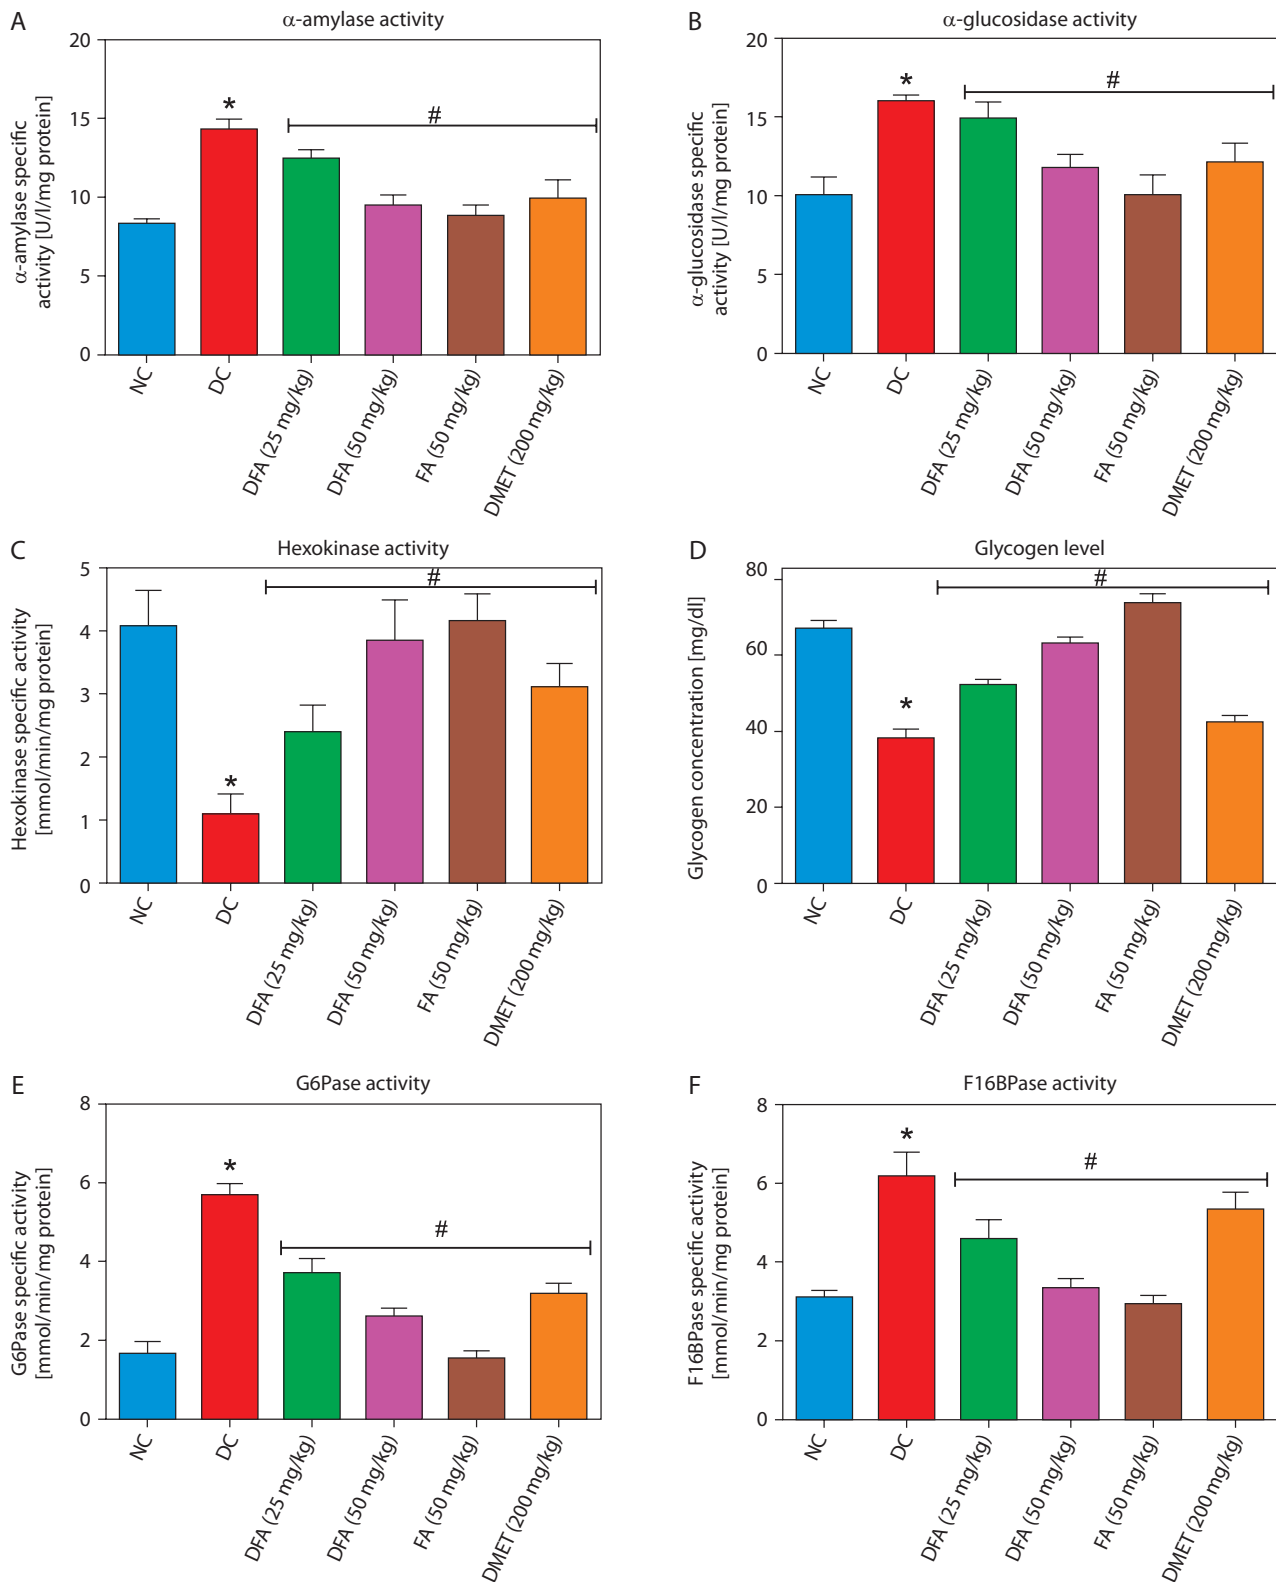 A
α-amylase activity
α-amylase specific
activity [U/l/mg protein]
20
15
10
5
0
*
#
NC
DC
DFA (25 mg/kg)
DFA (50 mg/kg)
FA (50 mg/kg)
DMET (200 mg/kg)
B
α-glucosidase activity
α-glucosidase specific
activity [U/l/mg protein]
20
15
10
5
0
*
#
NC
DC
DFA (25 mg/kg)
DFA (50 mg/kg)
FA (50 mg/kg)
DMET (200 mg/kg)
C
Hexokinase activity
Hexokinase specific activity
[mmol/min/mg protein]
5
4
3
2
1
0
*
#
NC
DC
DFA (25 mg/kg)
DFA (50 mg/kg)
FA (50 mg/kg)
DMET (200 mg/kg)
D
Glycogen level
Glycogen concentration [mg/dl]
80
60
40
20
0
*
#
NC
DC
DFA (25 mg/kg)
DFA (50 mg/kg)
FA (50 mg/kg)
DMET (200 mg/kg)
E
G6Pase activity
G6Pase specific activity
[mmol/min/mg protein]
8
6
4
2
0
*
#
NC
DC
DFA (25 mg/kg)
DFA (50 mg/kg)
FA (50 mg/kg)
DMET (200 mg/kg)
F
F16BPase activity
F16BPase specific activity
[mmol/min/mg protein]
8
6
4
2
0
*
#
NC
DC
DFA (25 mg/kg)
DFA (50 mg/kg)
FA (50 mg/kg)
DMET (200 mg/kg)